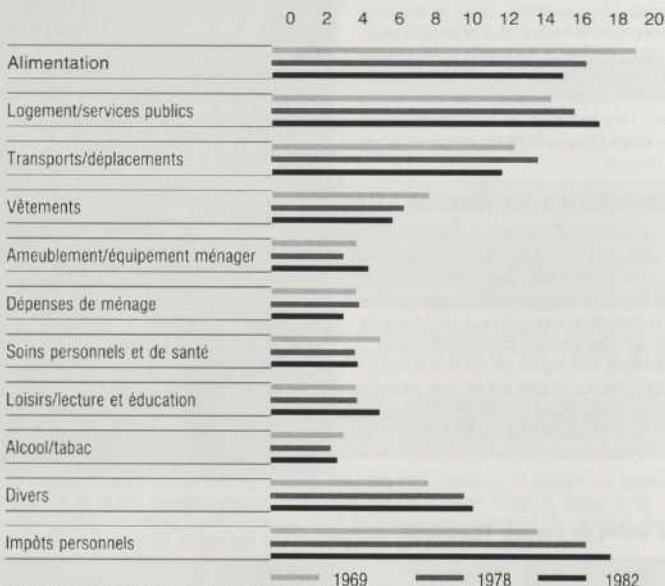 0 2 4 6 8 10 12 14 16 18 20
Alimentation
Logement/services publics
Transports/déplacements
Vêtements
Ameublement/équipement ménager
Dépenses de ménage
Soins personnels et de santé
Loisirs/lecture et éducation
Alcool/tabac
Divers
Impôts personnels
1969 1978 1982